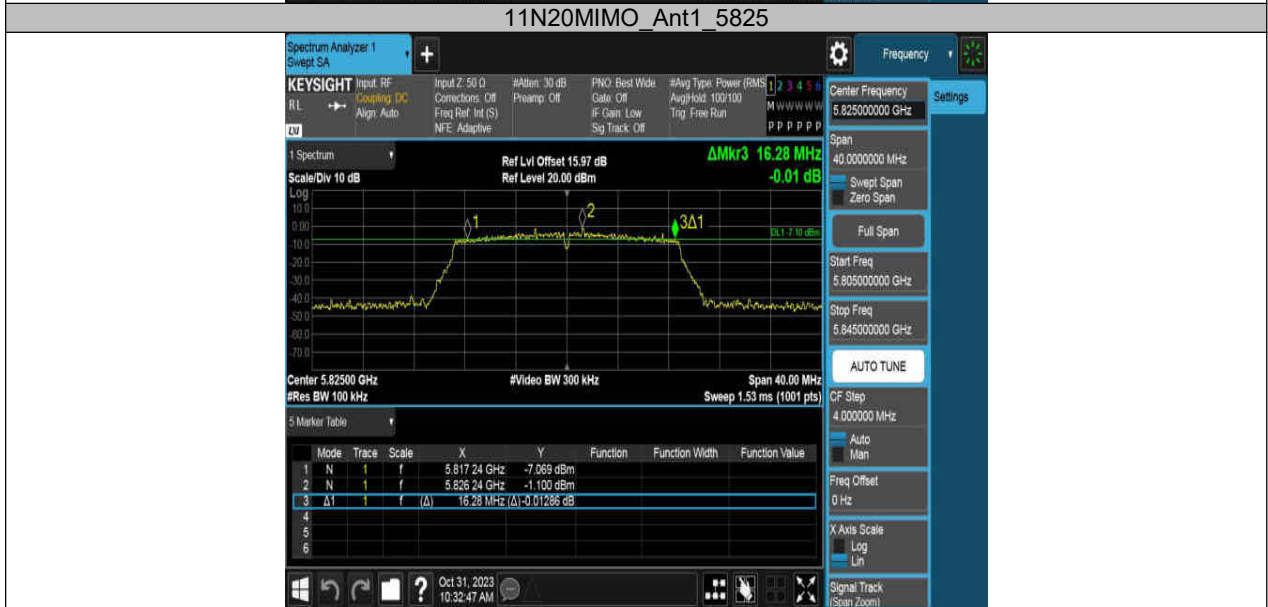 11N20MIMO_Ant1_5825
Spectrum Analyzer 1
Swept SA
+
Frequency
KEYSIGHT
RL
LXI
Input: RF
Coupling: DC
Align: Auto
Input Z: 50 Ω
Corrections: Off
Freq Ref: Int (S)
NFE: Adaptive
#Atten: 30 dB
Preamp: Off
PNO: Best Wide
Gate: Off
IF Gain: Low
Sig Track: Off
#Avg Type: Power (RMS
Avg|Hold: 100/100
Trig: Free Run
1 2 3 4 5 6
M W W W W W
P P P P P P
Center Frequency
5.825000000 GHz
Settings
Span
40.0000000 MHz
Swept Span
Zero Span
Full Span
Start Freq
5.805000000 GHz
Stop Freq
5.845000000 GHz
AUTO TUNE
CF Step
4.000000 MHz
Auto
Man
Freq Offset
0 Hz
X Axis Scale
Log
Lin
Signal Track
(Span Zoom)
1 Spectrum
Scale/Div 10 dB
Ref Lvl Offset 15.97 dB
Ref Level 20.00 dBm
ΔMkr3 16.28 MHz
-0.01 dB
Log
10.0
0.00
-10.0
-20.0
-30.0
-40.0
-50.0
-60.0
-70.0
1
2
3Δ1
DL1 -7.10 dBm
Center 5.82500 GHz
#Video BW 300 kHz
Span 40.00 MHz
#Res BW 100 kHz
Sweep 1.53 ms (1001 pts)
5 Marker Table
Mode Trace Scale X Y Function Function Width Function Value
1 N 1 f 5.817 24 GHz -7.069 dBm
2 N 1 f 5.826 24 GHz -1.100 dBm
3 Δ1 1 f (Δ) 16.28 MHz (Δ) -0.01286 dB
4
5
6
?
Oct 31, 2023
10:32:47 AM